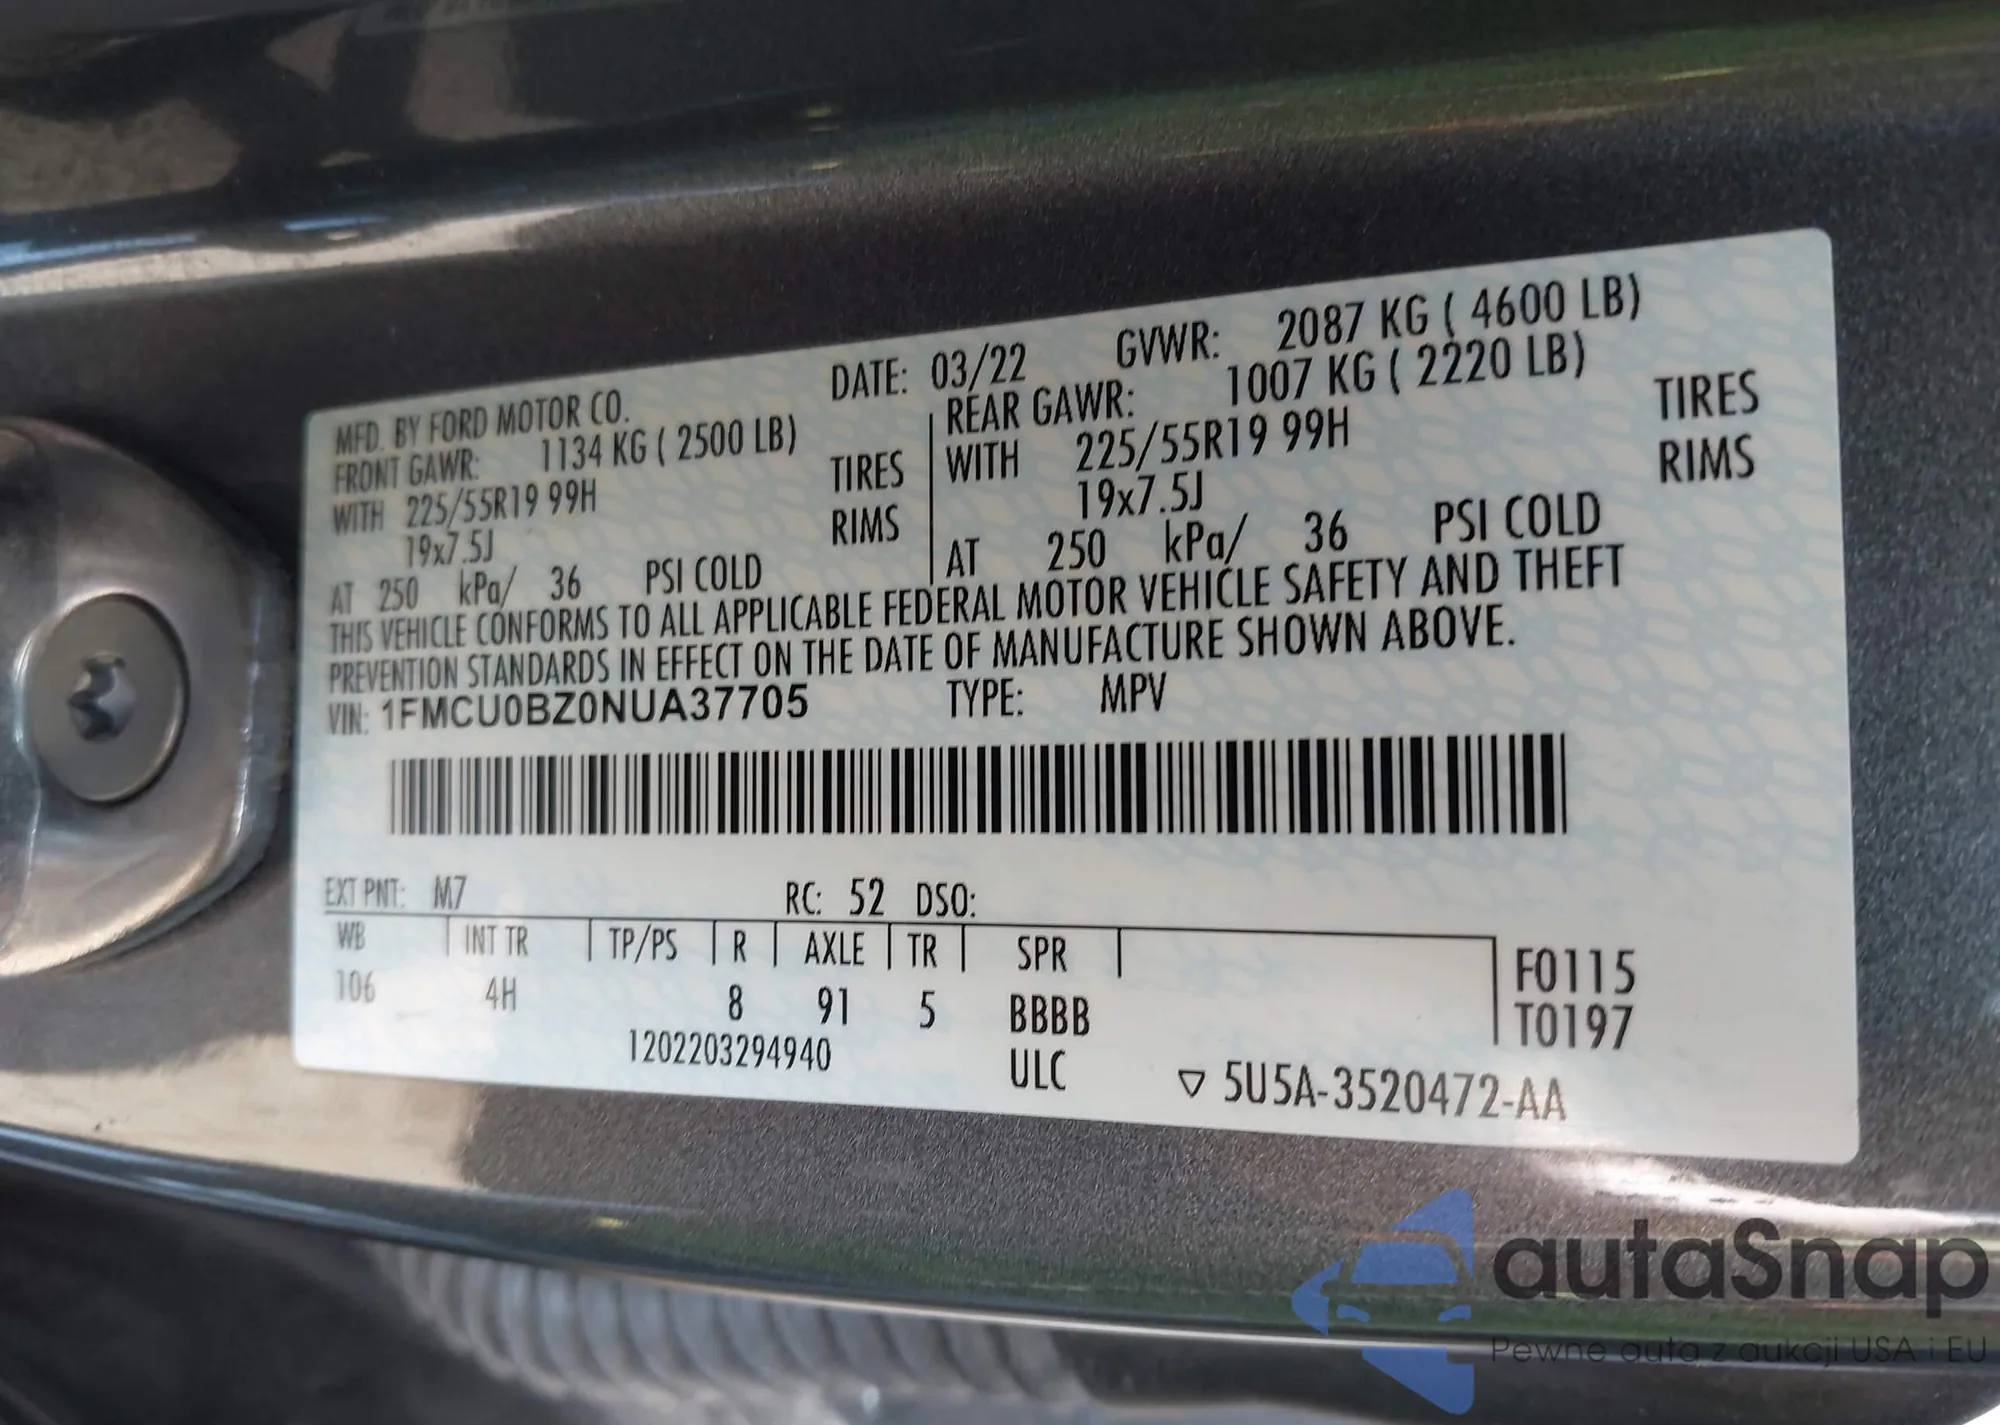 MFD. BY FORD MOTOR CO. DATE: 03/22 GVWR: 2087 KG ( 4600 LB)
FRONT GAWR: 1134 KG ( 2500 LB) REAR GAWR: 1007 KG ( 2220 LB)
WITH 225/55R19 99H TIRES WITH 225/55R19 99H TIRES
19x7.5J RIMS 19x7.5J RIMS
AT 250 kPa/ 36 PSI COLD AT 250 kPa/ 36 PSI COLD
THIS VEHICLE CONFORMS TO ALL APPLICABLE FEDERAL MOTOR VEHICLE SAFETY AND THEFT
PREVENTION STANDARDS IN EFFECT ON THE DATE OF MANUFACTURE SHOWN ABOVE.
VIN: 1FMCU0BZ0NUA37705 TYPE: MPV
EXT PNT: M7 RC: 52 DSO:
WB INT TR TP/PS R AXLE TR SPR F0115
106 4H 8 91 5 BBBB T0197
1202203294940 ULC ▽ 5U5A-3520472-AA
autaSnap
Pewne auta z aukcji USA i EU